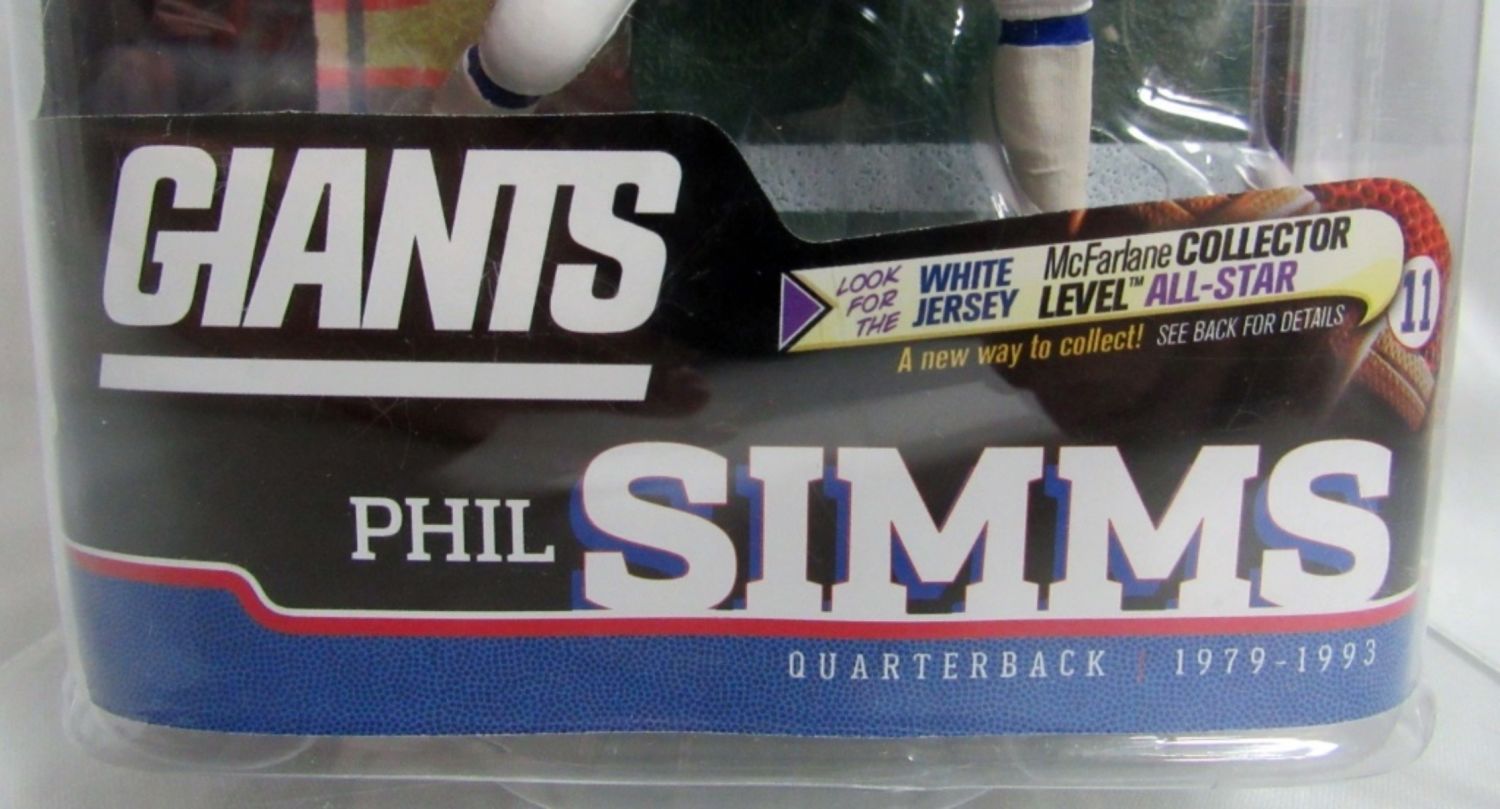 GIANTS
LOOK FOR THE WHITE JERSEY McFarlane COLLECTOR LEVEL™ ALL-STAR
A new way to collect! SEE BACK FOR DETAILS
11
PHIL SIMMS
QUARTERBACK | 1979-1993